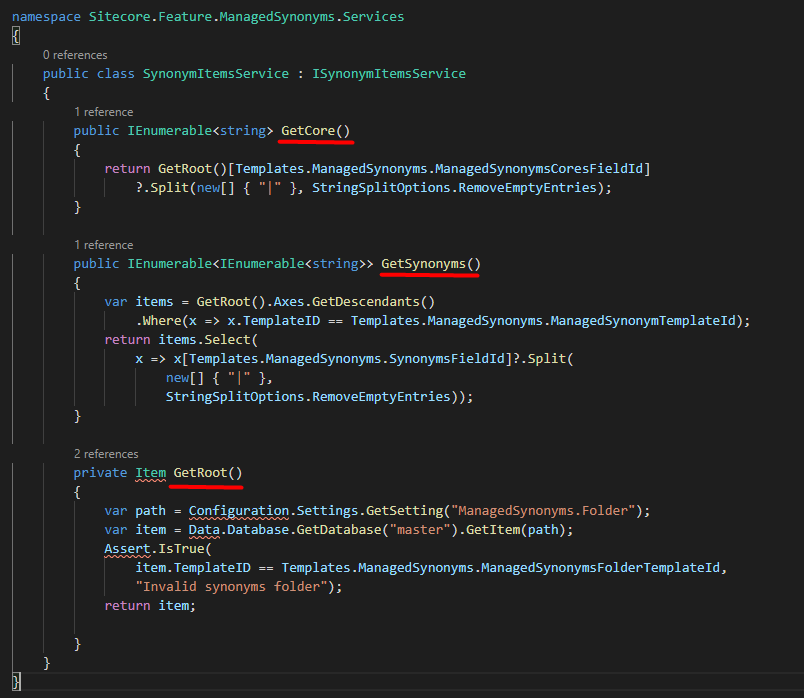 namespace Sitecore.Feature.ManagedSynonyms.Services
{
0 references
public class SynonymItemsService : ISynonymItemsService
{
1 reference
public IEnumerable<string> GetCore()
{
return GetRoot()[Templates.ManagedSynonyms.ManagedSynonymsCoresFieldId]
?.Split(new[] { "|" }, StringSplitOptions.RemoveEmptyEntries);
}
1 reference
public IEnumerable<IEnumerable<string>> GetSynonyms()
{
var items = GetRoot().Axes.GetDescendants()
.Where(x => x.TemplateID == Templates.ManagedSynonyms.ManagedSynonymTemplateId);
return items.Select(
x => x[Templates.ManagedSynonyms.SynonymsFieldId]?.Split(
new[] { "|" },
StringSplitOptions.RemoveEmptyEntries));
}
2 references
private Item GetRoot()
{
var path = Configuration.Settings.GetSetting("ManagedSynonyms.Folder");
var item = Data.Database.GetDatabase("master").GetItem(path);
Assert.IsTrue(
item.TemplateID == Templates.ManagedSynonyms.ManagedSynonymsFolderTemplateId,
"Invalid synonyms folder");
return item;
}
}
}